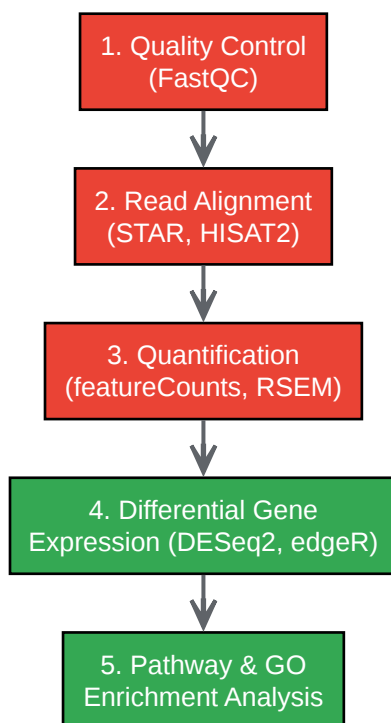 1. Quality Control
(FastQC)
2. Read Alignment
(STAR, HISAT2)
3. Quantification
(featureCounts, RSEM)
4. Differential Gene
Expression (DESeq2, edgeR)
5. Pathway & GO
Enrichment Analysis